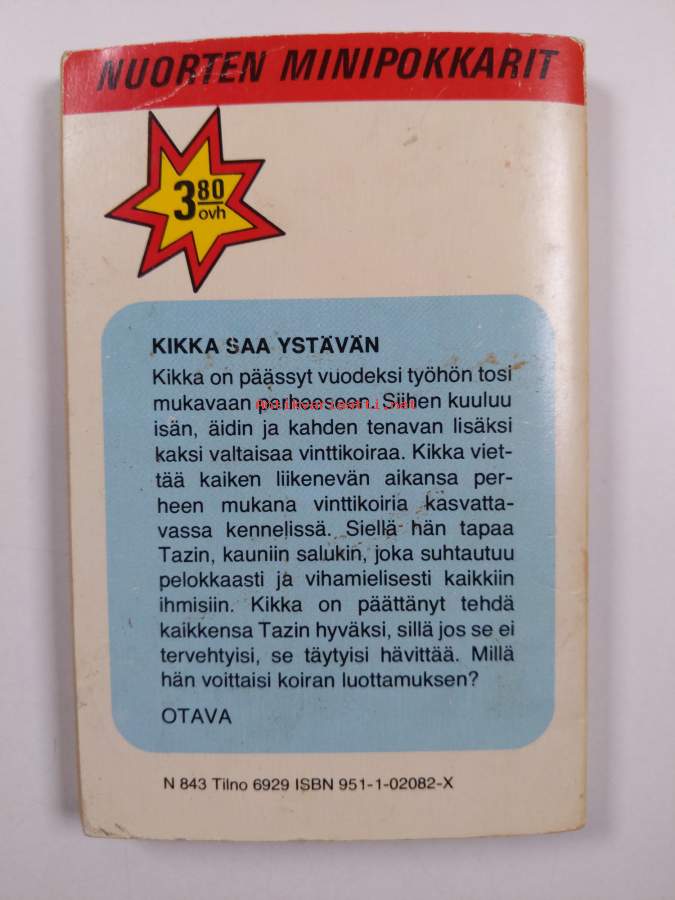 NUORTEN MINIPOKKARIT
3 80
ovh
KIKKA SAA YSTÄVÄN
Kikka on päässyt vuodeksi työhön tosi
mukavaan perheeseen. Siihen kuuluu
Antikvariaatit.net
isän, äidin ja kahden tenavan lisäksi
kaksi valtaisaa vinttikoiraa. Kikka viet-
tää kaiken liikenevän aikansa per-
heen mukana vinttikoiria kasvatta-
vassa kennelissä. Siellä hän tapaa
Tazin, kauniin salukin, joka suhtautuu
pelokkaasti ja vihamielisesti kaikkiin
ihmisiin. Kikka on päättänyt tehdä
kaikkensa Tazin hyväksi, sillä jos se ei
tervehtyisi, se täytyisi hävittää. Millä
hän voittaisi koiran luottamuksen?
OTAVA
N 843 Tilno 6929 ISBN 951-1-02082-X